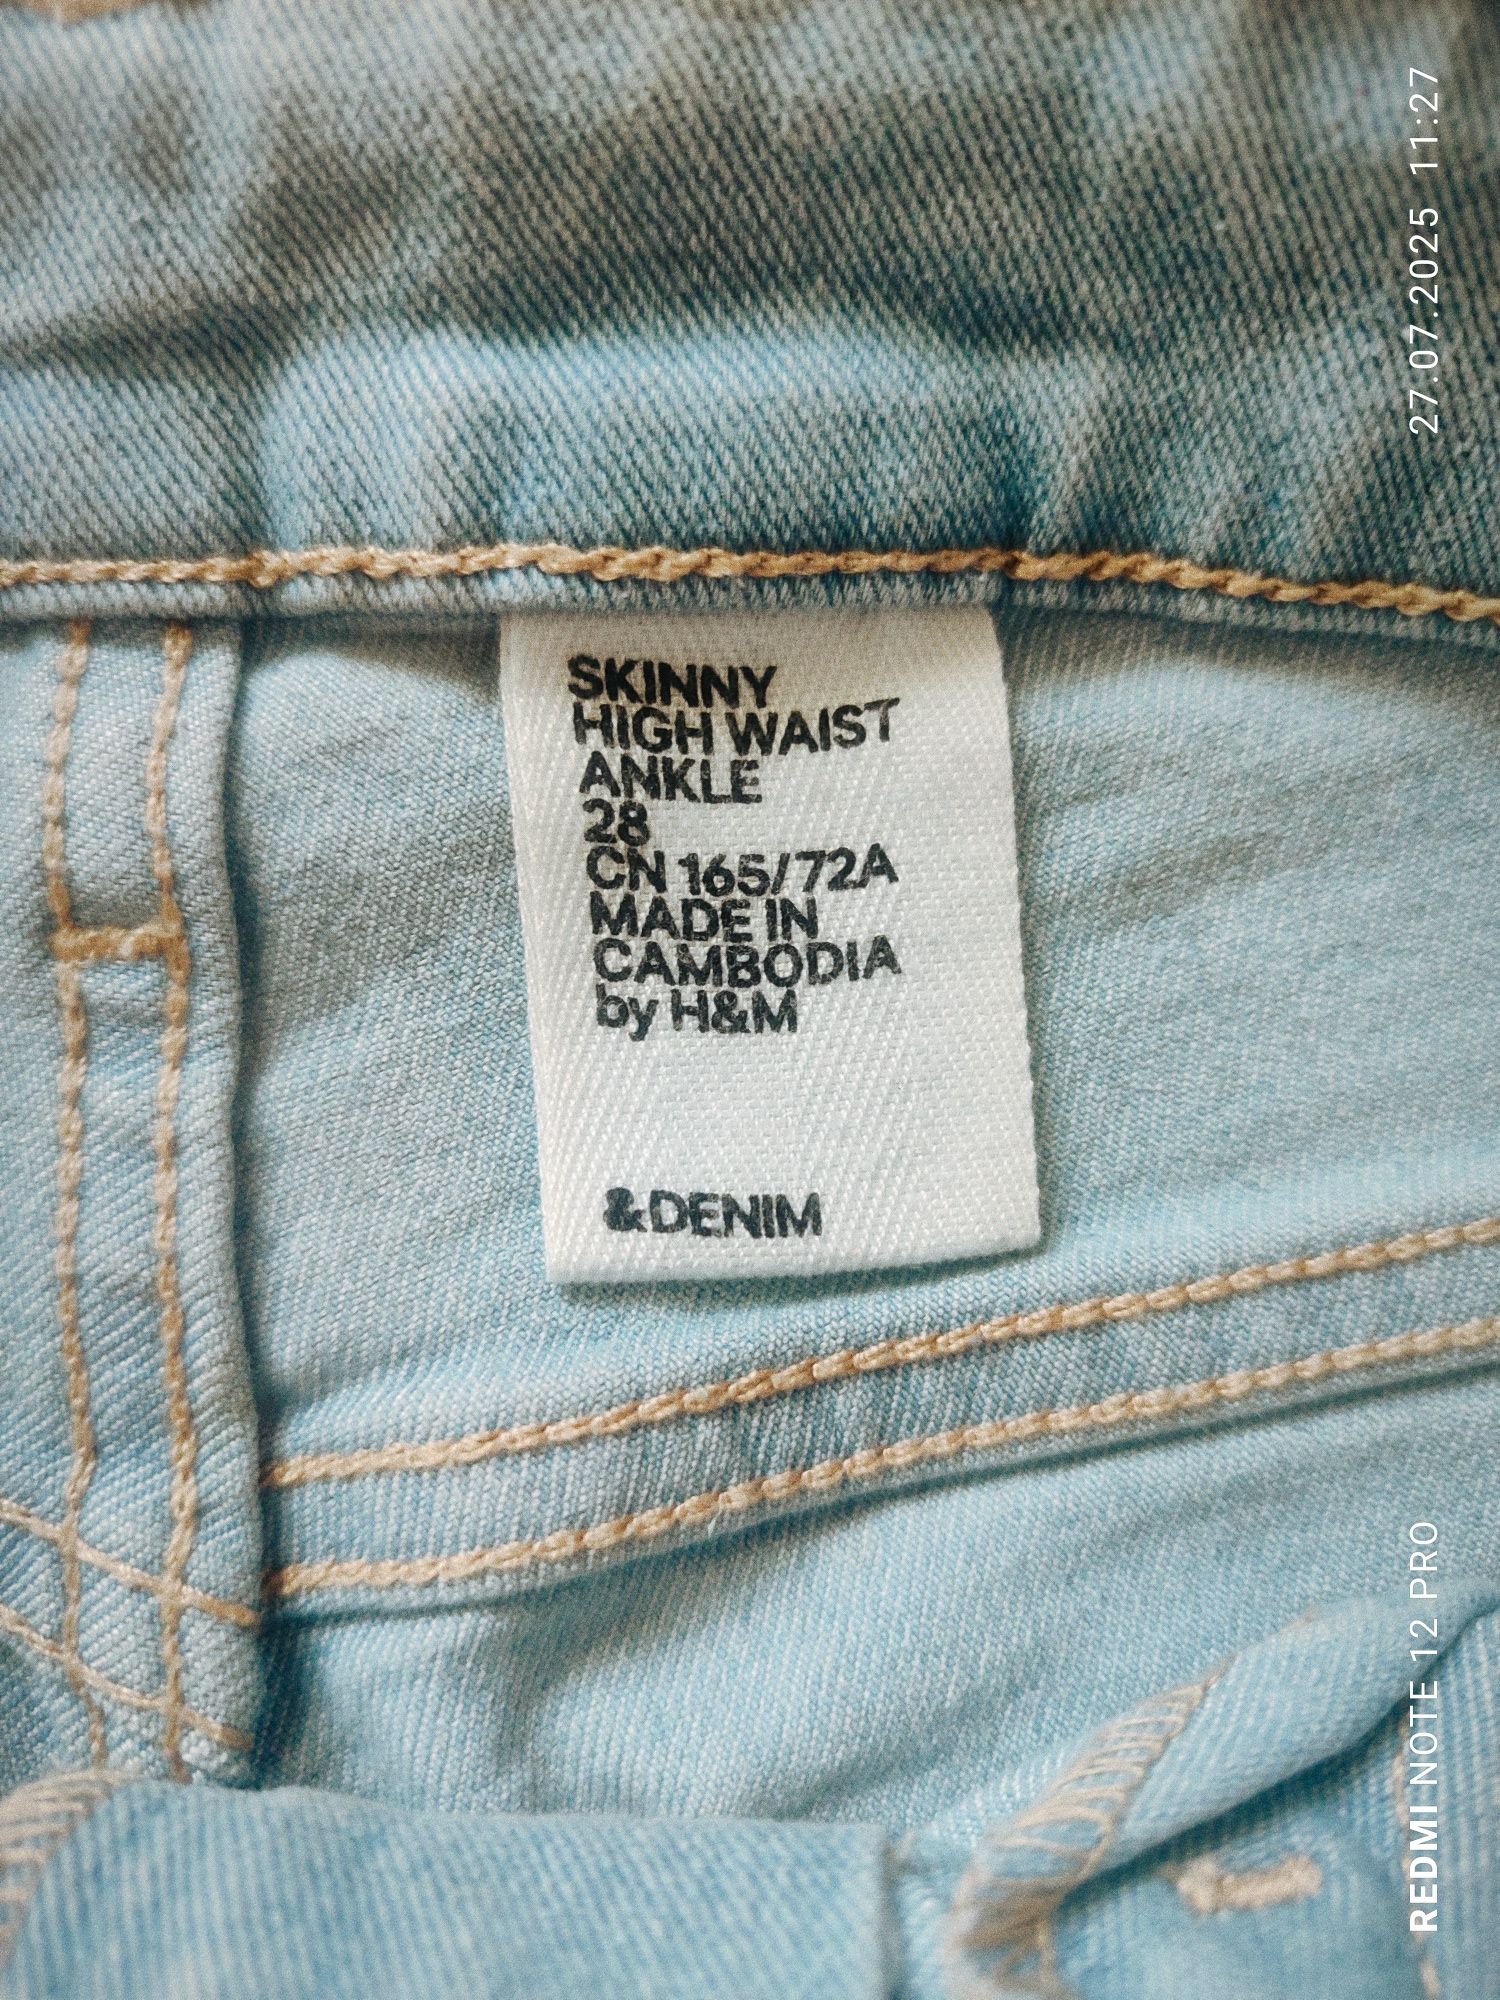 SKINNY
HIGH WAIST
ANKLE
28
CN 165/72A
MADE IN
CAMBODIA
by H&M
&DENIM
27.07.2025 11:27
REDMI NOTE 12 PRO